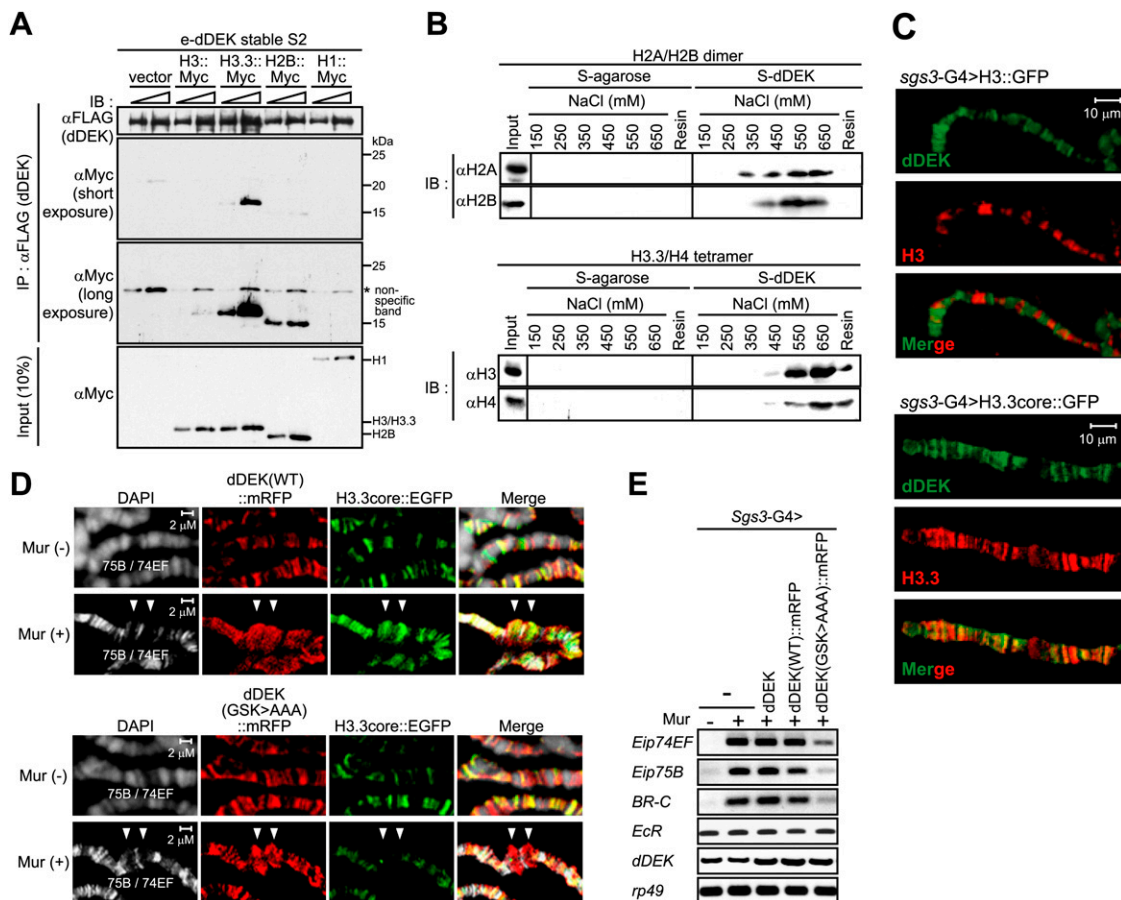 A
e-dDEK stable S2
H3:: H3.3:: H2B:: H1::
vector Myc Myc Myc Myc
IB :
IP : αFLAG (dDEK)
αFLAG
(dDEK)
kDa
αMyc
(short
exposure)
25
20
15
αMyc
(long
exposure)
25
* non-
specific
band
15
Input (10%)
αMyc
H1
H3/H3.3
H2B
B
H2A/H2B dimer
S-agarose S-dDEK
NaCl (mM) NaCl (mM)
Input 150 250 350 450 550 650 Resin 150 250 350 450 550 650 Resin
IB :
αH2A
αH2B
H3.3/H4 tetramer
S-agarose S-dDEK
NaCl (mM) NaCl (mM)
Input 150 250 350 450 550 650 Resin 150 250 350 450 550 650 Resin
IB :
αH3
αH4
C
sgs3-G4>H3::GFP
10 μm
dDEK
H3
Merge
sgs3-G4>H3.3core::GFP
10 μm
dDEK
H3.3
Merge
D
dDEK(WT)
DAPI ::mRFP H3.3core::EGFP Merge
Mur (-)
2 μM
75B / 74EF
Mur (+)
2 μM
75B / 74EF
dDEK
(GSK>AAA)
DAPI ::mRFP H3.3core::EGFP Merge
Mur (-)
2 μM
75B / 74EF
Mur (+)
2 μM
75B / 74EF
E
Sgs3-G4>
- dDEK dDEK(WT)::mRFP dDEK(GSK>AAA)::mRFP
Mur - + + + +
Eip74EF
Eip75B
BR-C
EcR
dDEK
rp49